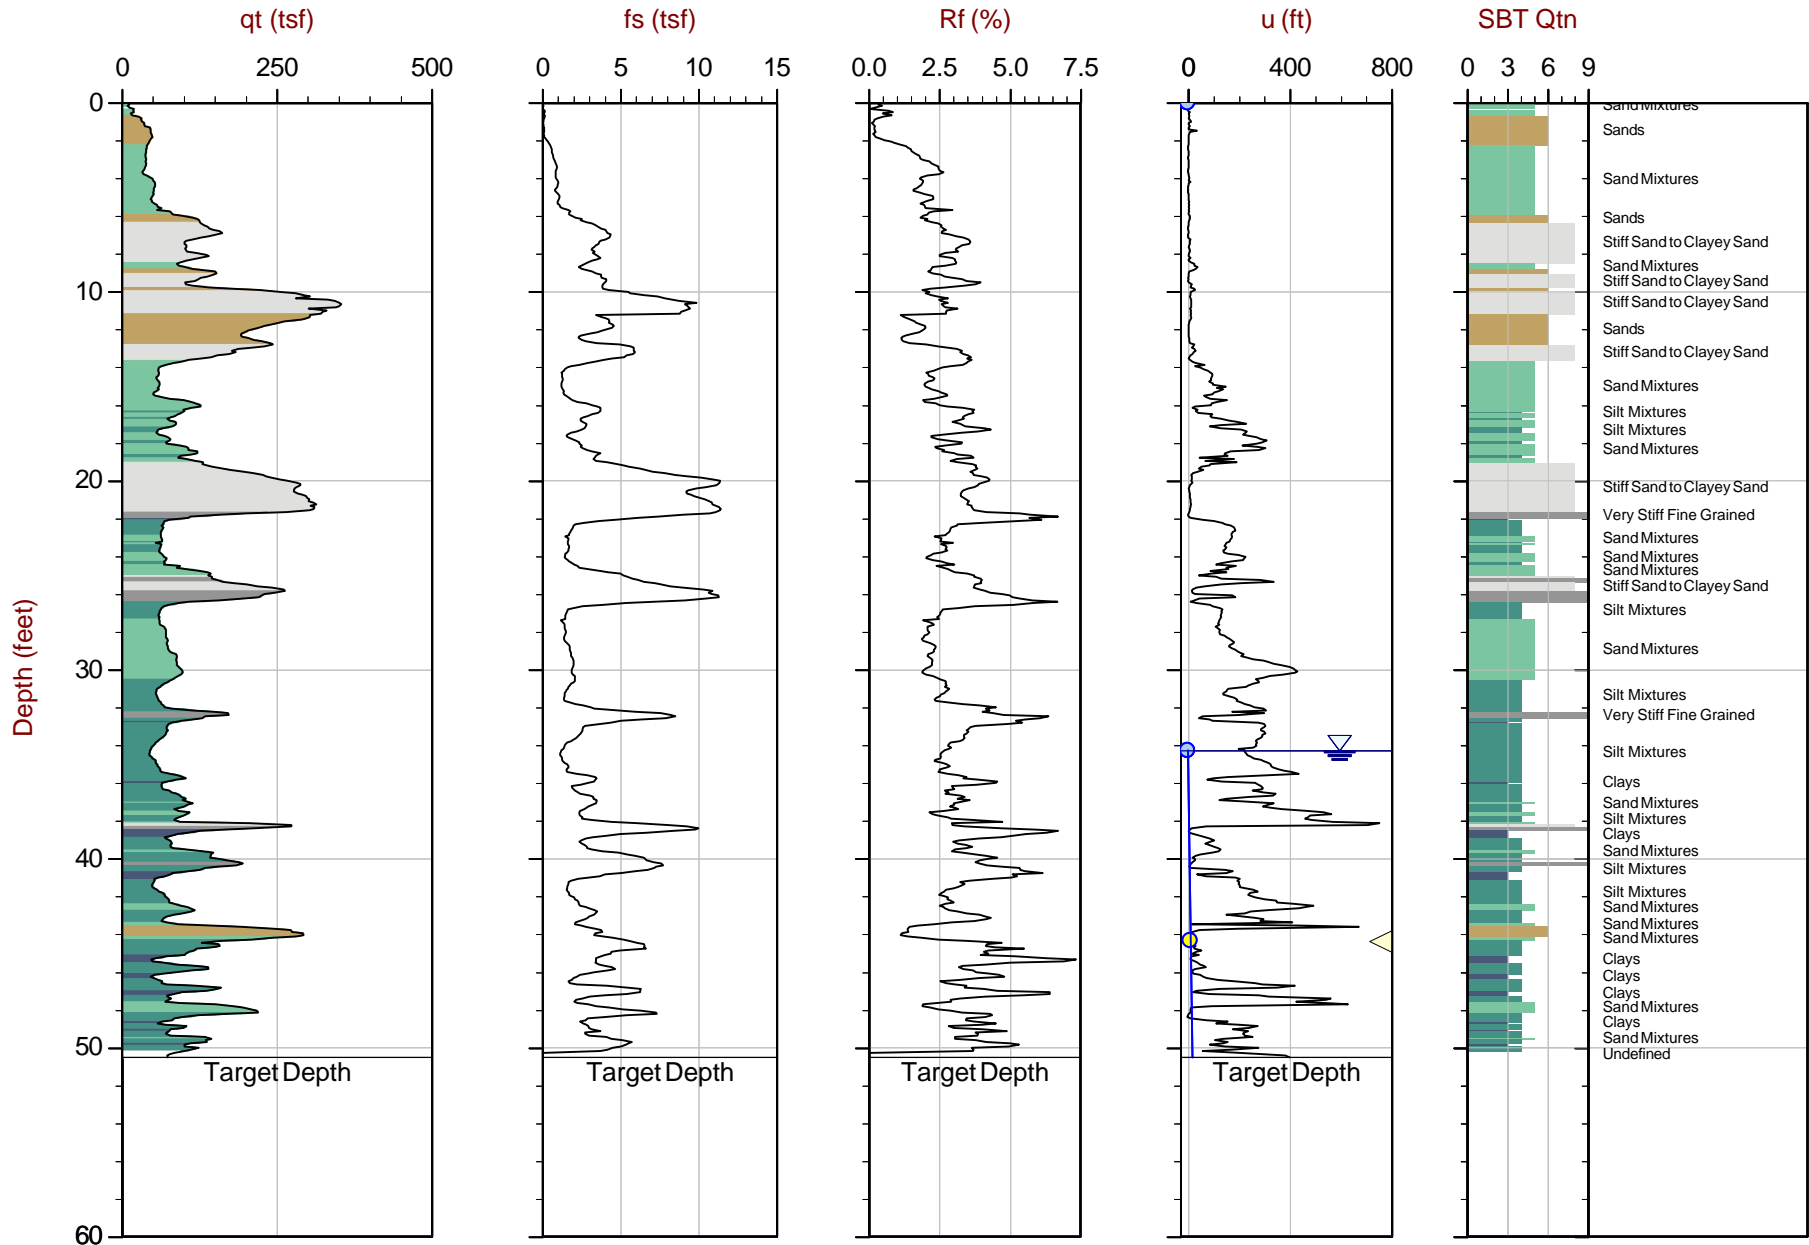 qt (tsf) fs (tsf) Rf (%) u (ft) SBT Qtn
0 250 500 0 5 10 15 0.0 2.5 5.0 7.5 0 400 800 0 3 6 9
0
Sand Mixtures
Sands
Sand Mixtures
Sands
Stiff Sand to Clayey Sand
Sand Mixtures
Stiff Sand to Clayey Sand
10
Stiff Sand to Clayey Sand
Sands
Stiff Sand to Clayey Sand
Sand Mixtures
Silt Mixtures
Silt Mixtures
Sand Mixtures
20
Stiff Sand to Clayey Sand
Very Stiff Fine Grained
Sand Mixtures
Sand Mixtures
Sand Mixtures
Stiff Sand to Clayey Sand
Silt Mixtures
Sand Mixtures
Depth (feet)
30
Silt Mixtures
Very Stiff Fine Grained
Silt Mixtures
Clays
Sand Mixtures
Silt Mixtures
Clays
Sand Mixtures
40
Silt Mixtures
Silt Mixtures
Sand Mixtures
Sand Mixtures
Sand Mixtures
Clays
Clays
Clays
Sand Mixtures
Clays
Sand Mixtures
50
Undefined
Target Depth Target Depth Target Depth Target Depth
60